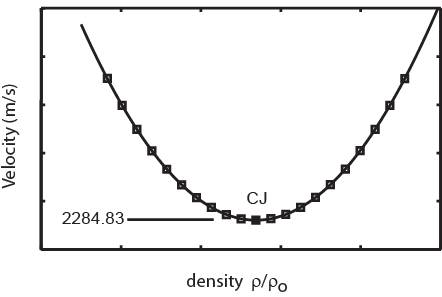 Velocity (m/s)
CJ
2284.83
density ρ/ρo